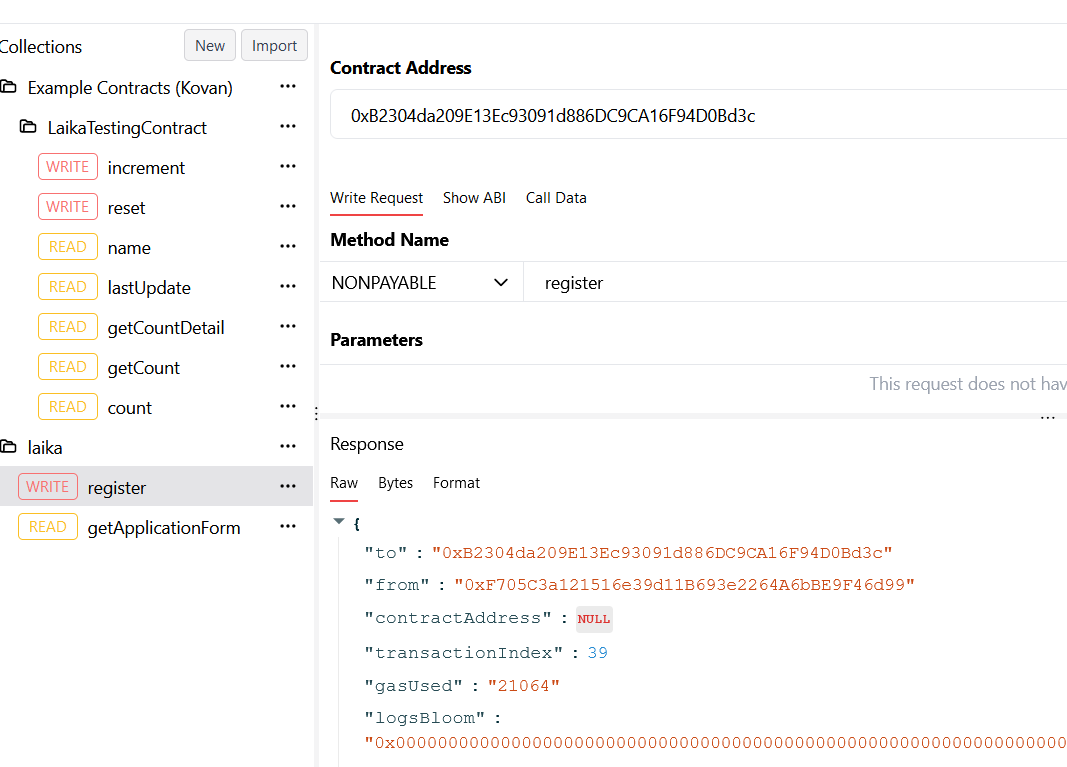 Collections
New
Import
Example Contracts (Kovan)
LaikaTestingContract
WRITE increment
WRITE reset
READ name
READ lastUpdate
READ getCountDetail
READ getCount
READ count
laika
WRITE register
READ getApplicationForm
Contract Address
0xB2304da209E13Ec93091d886DC9CA16F94D0Bd3c
Write Request Show ABI Call Data
Method Name
NONPAYABLE register
Parameters
This request does not hav
Response
Raw Bytes Format
{
"to" : "0xB2304da209E13Ec93091d886DC9CA16F94D0Bd3c"
"from" : "0xF705C3a121516e39d11B693e2264A6bBE9F46d99"
"contractAddress" : NULL
"transactionIndex" : 39
"gasUsed" : "21064"
"logsBloom" :
"0x0000000000000000000000000000000000000000000000000000000000000000